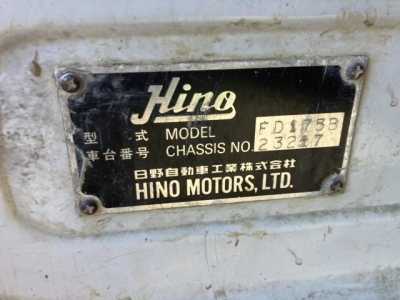 Hino
型式 MODEL FD175B
車台番号 CHASSIS NO. 23247
日野自動車工業株式会社
HINO MOTORS, LTD.